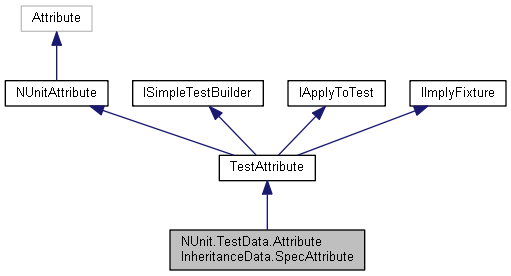 Attribute
NUnitAttribute
ISimpleTestBuilder
IApplyToTest
IImplyFixture
TestAttribute
NUnit.TestData.Attribute
InheritanceData.SpecAttribute